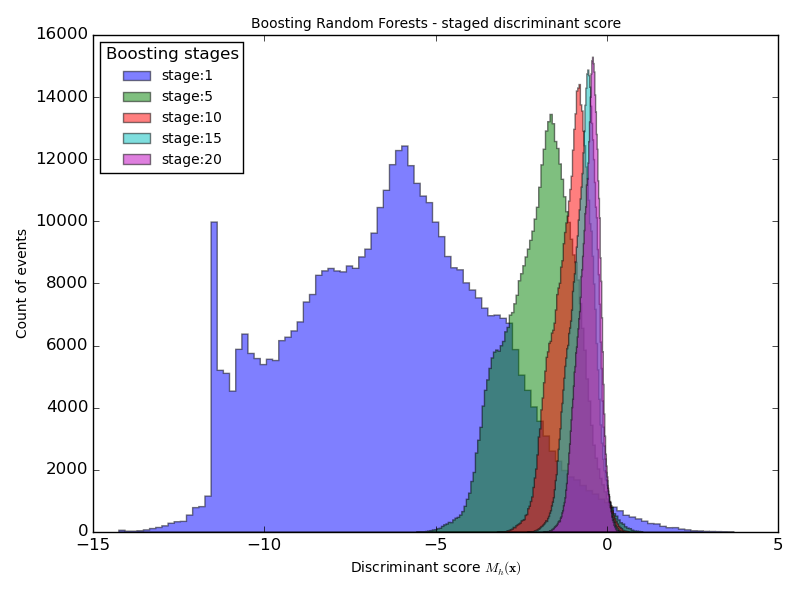 Boosting Random Forests - staged discriminant score
16000
14000
12000
10000
8000
6000
4000
2000
0
Count of events
Boosting stages
stage:1
stage:5
stage:10
stage:15
stage:20
−15
−10
−5
0
5
Discriminant score M_h(x)